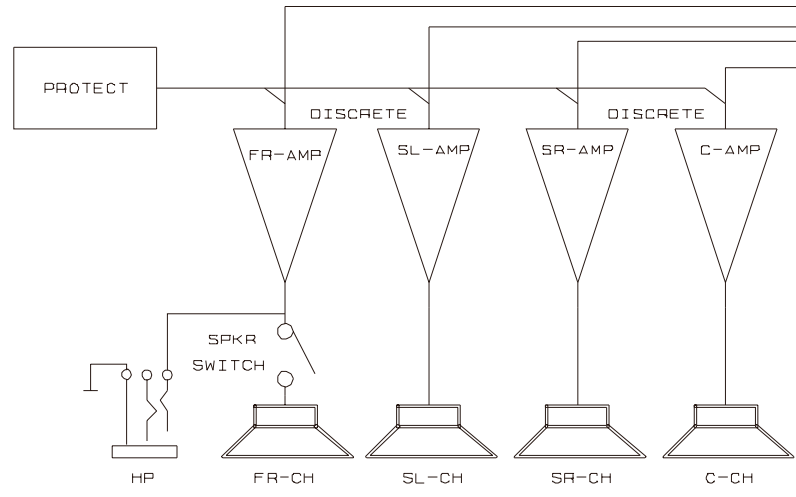 PROTECT
DISCRETE
DISCRETE
FR-AMP
SL-AMP
SR-AMP
C-AMP
SPKR
SWITCH
HP
FR-CH
SL-CH
SR-CH
C-CH